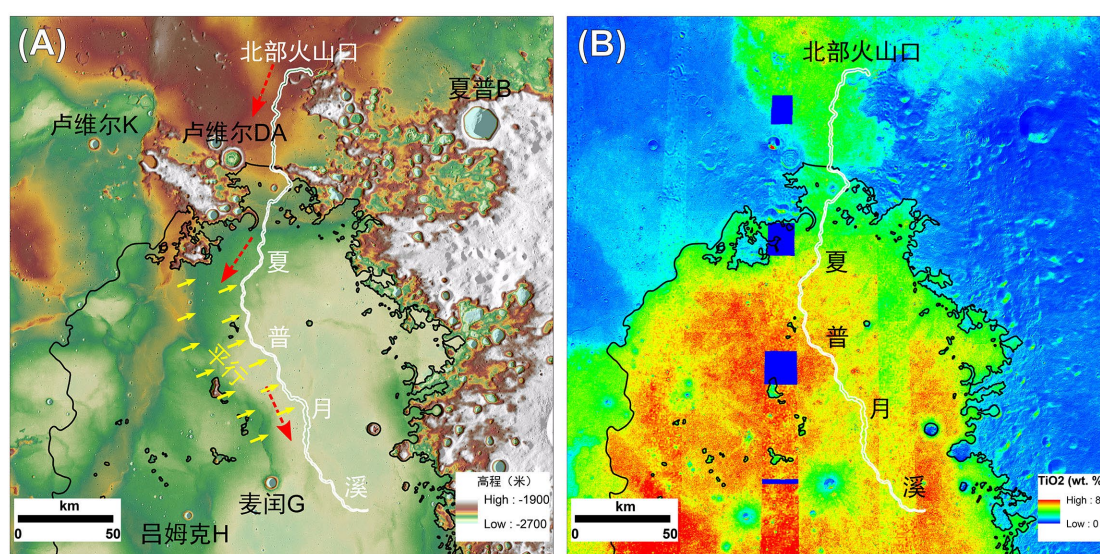 (A)
北部火山口
夏普B
卢维尔K
卢维尔DA
夏
普
月
溪
平行
麦闰G
吕姆克H
km
0
50
高程（米）
High : -1900
Low : -2700
(B)
北部火山口
夏
普
月
溪
km
0
50
TiO2 (wt. %
High : 8
Low : 0